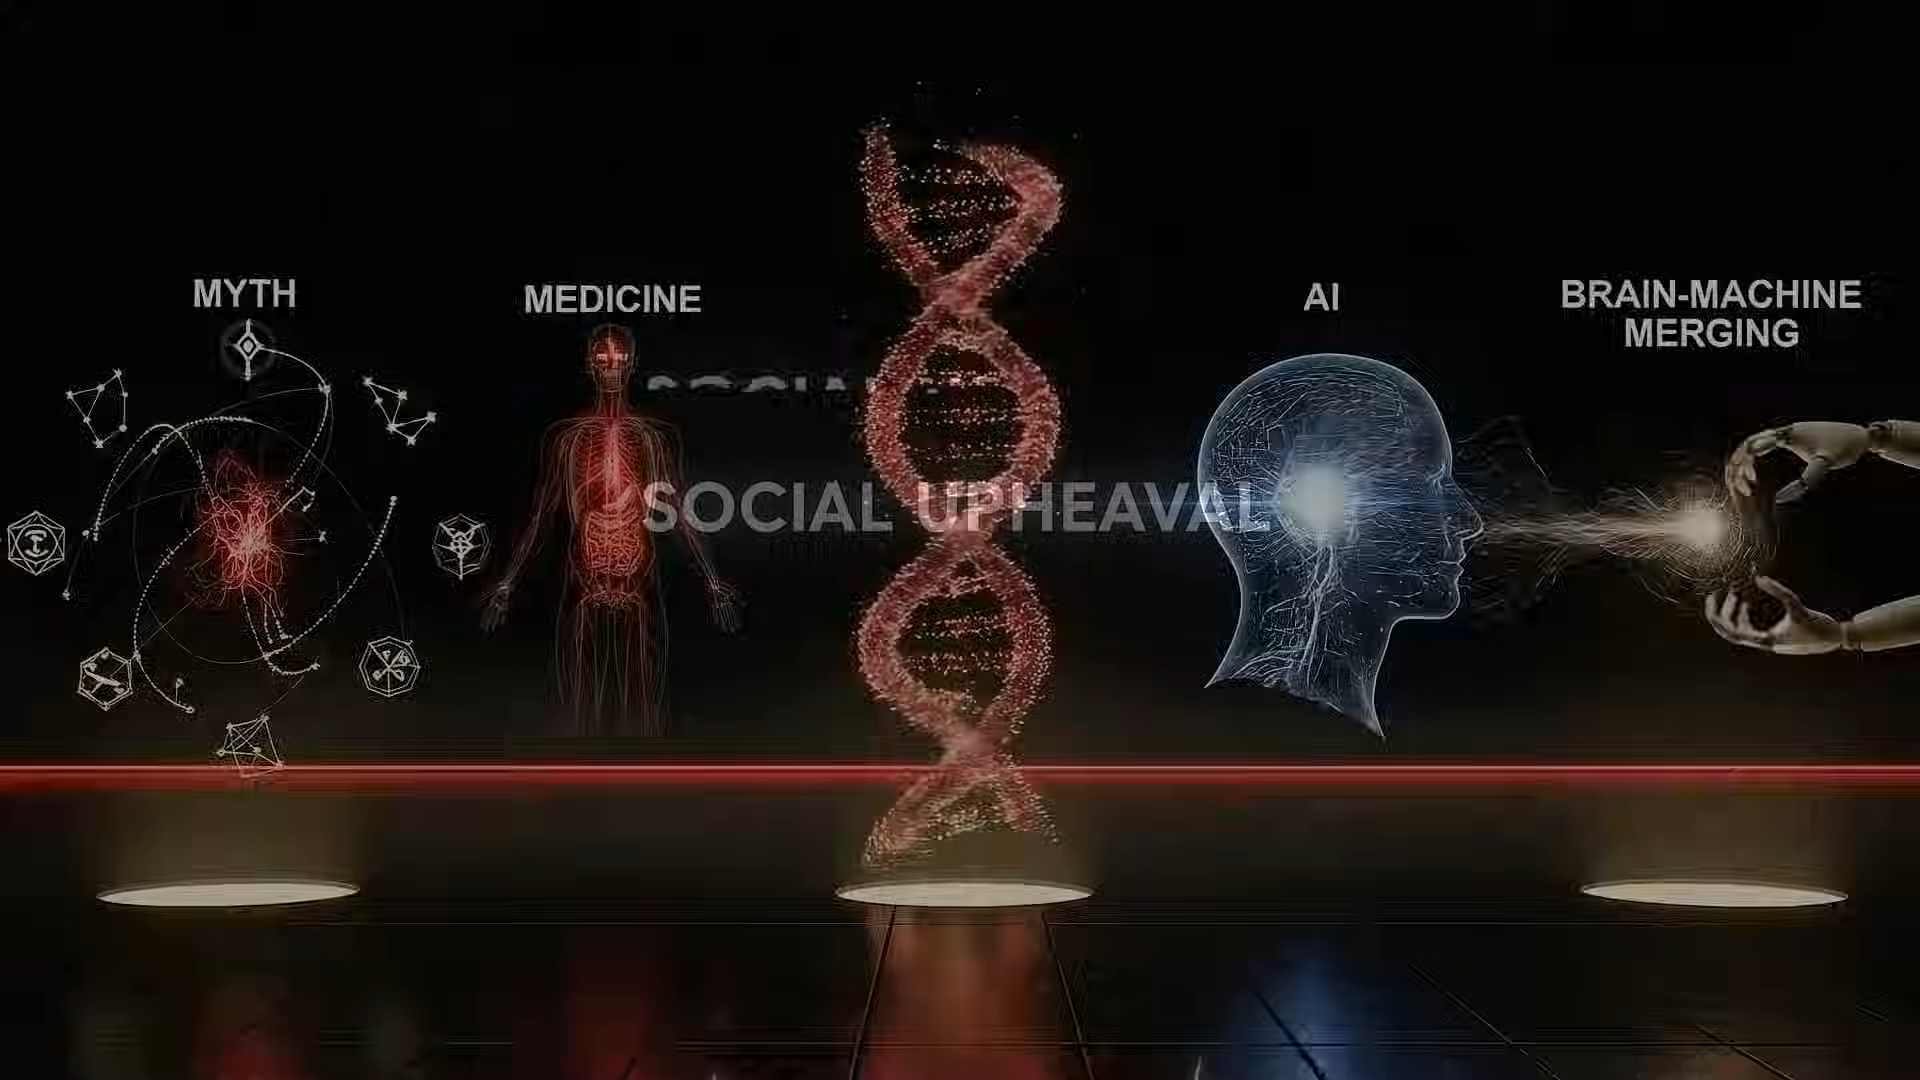 MYTH
MEDICINE
AI
BRAIN-MACHINE
MERGING
SOCIAL UPHEAVAL